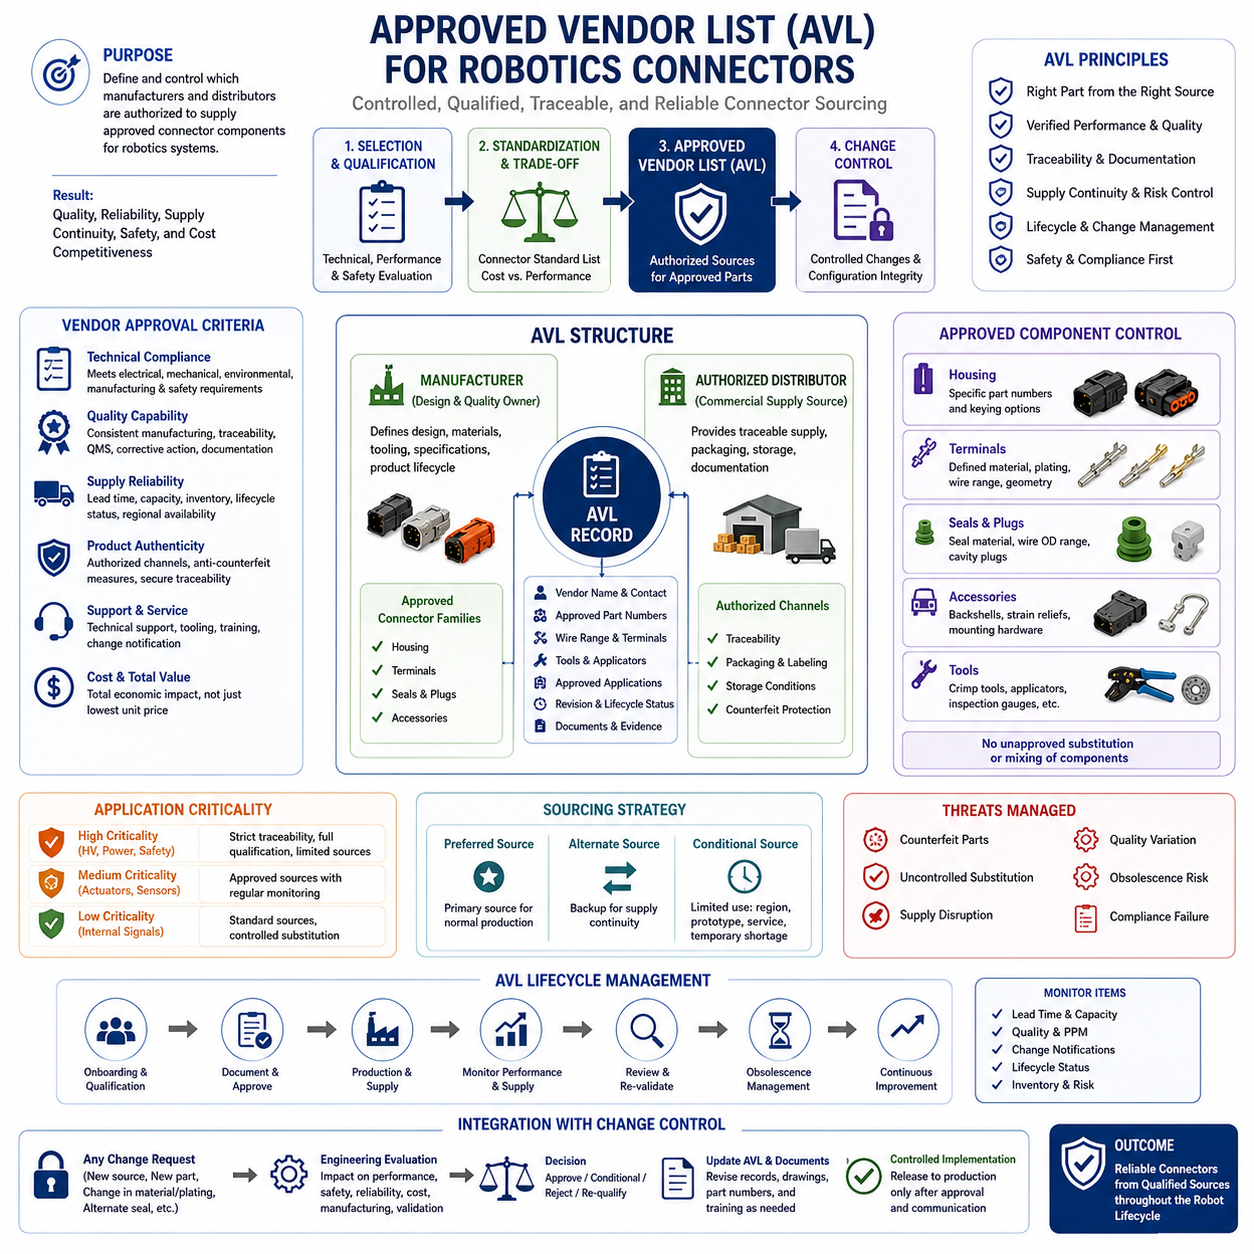 APPROVED VENDOR LIST (AVL)
FOR ROBOTICS CONNECTORS
Controlled, Qualified, Traceable, and Reliable Connector Sourcing
PURPOSE
Define and control which
manufacturers and distributors
are authorized to supply
approved connector components
for robotics systems.
Result:
Quality, Reliability, Supply
Continuity, Safety, and Cost
Competitiveness
1. SELECTION
& QUALIFICATION
Technical, Performance
& Safety Evaluation
2. STANDARDIZATION
& TRADE-OFF
Connector Standard List
Cost vs. Performance
3. APPROVED
VENDOR LIST (AVL)
Authorized Sources
for Approved Parts
4. CHANGE
CONTROL
Controlled Changes &
Configuration Integrity
AVL PRINCIPLES
Right Part from the Right Source
Verified Performance & Quality
Traceability & Documentation
Supply Continuity & Risk Control
Lifecycle & Change Management
Safety & Compliance First
VENDOR APPROVAL CRITERIA
Technical Compliance
Meets electrical, mechanical, environmental,
manufacturing & safety requirements
Quality Capability
Consistent manufacturing, traceability,
QMS, corrective action, documentation
Supply Reliability
Lead time, capacity, inventory, lifecycle
status, regional availability
Product Authenticity
Authorized channels, anti-counterfeit
measures, secure traceability
Support & Service
Technical support, tooling, training,
change notification
$
Cost & Total Value
Total economic impact, not just
lowest unit price
AVL STRUCTURE
MANUFACTURER
(Design & Quality Owner)
Defines design, materials,
tooling, specifications,
product lifecycle
AUTHORIZED DISTRIBUTOR
(Commercial Supply Source)
Provides traceable supply,
packaging, storage,
documentation
AVL
RECORD
Approved
Connector Families
Housing
Terminals
Seals & Plugs
Accessories
Vendor Name & Contact
Approved Part Numbers
Wire Range & Terminals
Tools & Applicators
Approved Applications
Revision & Lifecycle Status
Documents & Evidence
Authorized Channels
Traceability
Packaging & Labeling
Storage Conditions
Counterfeit Protection
APPROVED COMPONENT CONTROL
Housing
Specific part numbers
and keying options
Terminals
Defined material, plating,
wire range, geometry
Seals & Plugs
Seal material, wire OD range,
cavity plugs
Accessories
Backshells, strain reliefs,
mounting hardware
Tools
Crimp tools, applicators,
inspection gauges, etc.
No unapproved substitution
or mixing of components
APPLICATION CRITICALITY
High Criticality
(HV, Power, Safety)
Strict traceability, full
qualification, limited sources
Medium Criticality
(Actuators, Sensors)
Approved sources with
regular monitoring
Low Criticality
(Internal Signals)
Standard sources,
controlled substitution
SOURCING STRATEGY
Preferred Source
Primary source for
normal production
Alternate Source
Backup for supply
continuity
Conditional Source
Limited use: region,
prototype, service,
temporary shortage
THREATS MANAGED
Counterfeit Parts
Uncontrolled Substitution
Supply Disruption
Quality Variation
Obsolescence Risk
Compliance Failure
AVL LIFECYCLE MANAGEMENT
Onboarding &
Qualification
Document &
Approve
Production &
Supply
Monitor Performance
& Supply
Review &
Re-validate
Obsolescence
Management
Continuous
Improvement
MONITOR ITEMS
Lead Time & Capacity
Quality & PPM
Change Notifications
Lifecycle Status
Inventory & Risk
INTEGRATION WITH CHANGE CONTROL
Any Change Request
(New source, New part,
Change in material/plating,
Alternate seal, etc.)
Engineering Evaluation
Impact on performance,
safety, reliability, cost,
manufacturing, validation
Decision
Approve / Conditional /
Reject / Re-qualify
Update AVL & Documents
Revise records, drawings,
part numbers, and
training as needed
Controlled Implementation
Release to production
only after approval
and communication
OUTCOME
Reliable Connectors
from Qualified Sources
throughout the Robot
Lifecycle